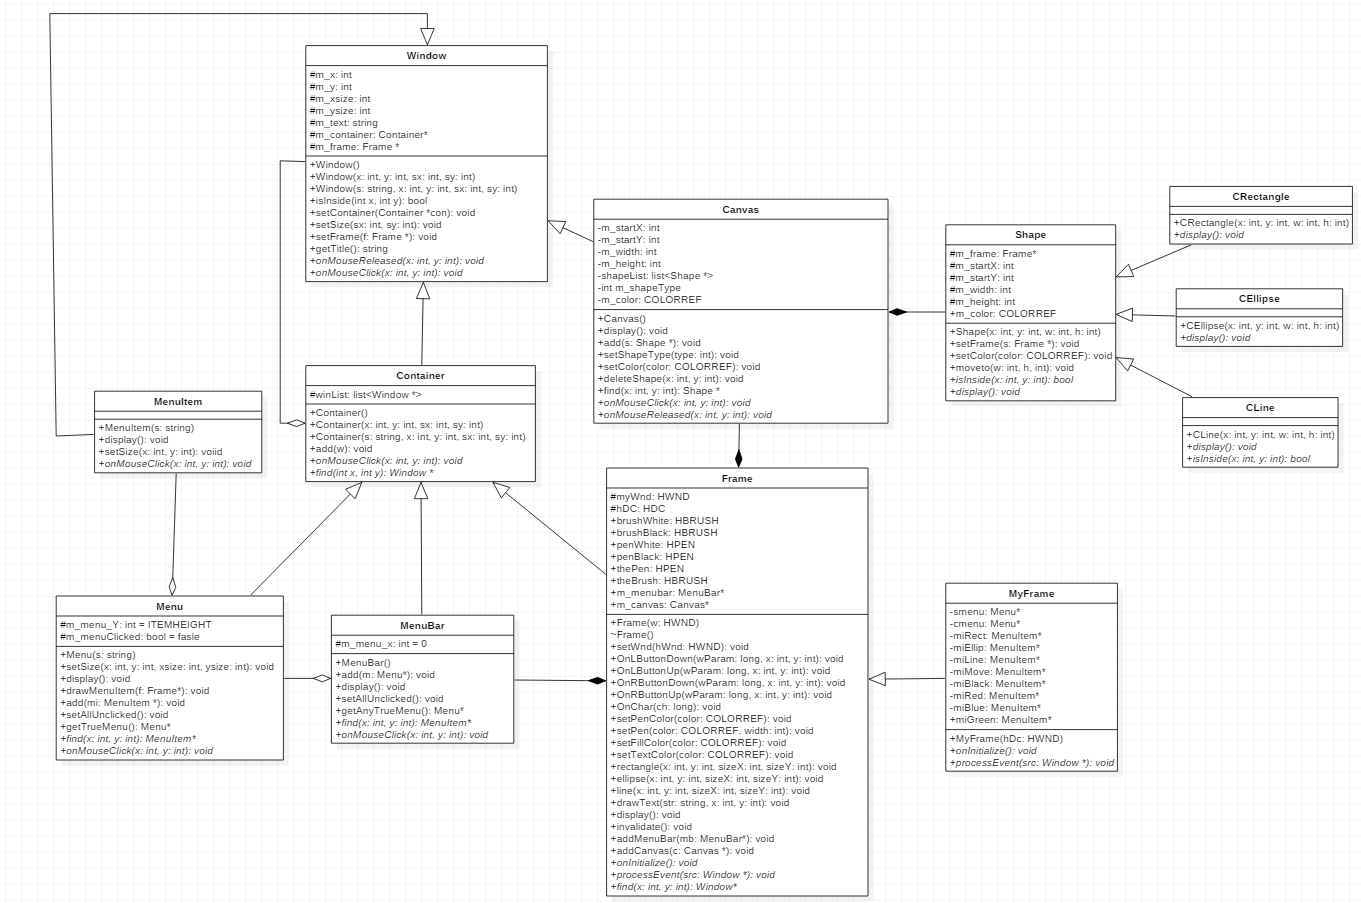 Window
#m_x: int
#m_y: int
#m_xsize: int
#m_ysize: int
#m_text: string
#m_container: Container*
#m_frame: Frame *
+Window()
+Window(x: int, y: int, sx: int, sy: int)
+Window(s: string, x: int, y: int, sx: int, sy: int)
+isInside(int x, int y): bool
+setContainer(Container *con): void
+setSize(sx: int, sy: int): void
+setFrame(f: Frame *): void
+getTitle(): string
+onMouseReleased(x: int, y: int): void
+onMouseClick(x: int, y: int): void
Canvas
-m_startX: int
-m_startY: int
-m_width: int
-m_height: int
-shapeList: list<Shape *>
-int m_shapeType
-m_color: COLORREF
+Canvas()
+display(): void
+add(s: Shape *): void
+setShapeType(type: int): void
+setColor(color: COLORREF): void
+deleteShape(x: int, y: int): void
+find(x: int, y: int): Shape *
+onMouseClick(x: int, y: int): void
+onMouseReleased(x: int, y: int): void
Shape
#m_frame: Frame*
#m_startX: int
#m_startY: int
#m_width: int
#m_height: int
+m_color: COLORREF
+Shape(x: int, y: int, w: int, h: int)
+setFrame(s: Frame *): void
+setColor(color: COLORREF): void
+moveto(w: int, h, int): void
+isInside(x: int, y: int): bool
+display(): void
CRectangle
+CRectangle(x: int, y: int, w: int, h: int)
+display(): void
CEllipse
+CEllipse(x: int, y: int, w: int, h: int)
+display(): void
CLine
+CLine(x: int, y: int, w: int, h: int)
+display(): void
+isInside(x: int, y: int): bool
Container
#winList: list<Window *>
+Container()
+Container(x: int, y: int, sx: int, sy: int)
+Container(s: string, x: int, y: int, sx: int, sy: int)
+add(w): void
+onMouseClick(x: int, y: int): void
+find(int x, int y): Window *
MenuItem
+MenuItem(s: string)
+display(): void
+setSize(x: int, y: int): voiid
+onMouseClick(x: int, y: int): void
Menu
#m_menu_Y: int = ITEMHEIGHT
#m_menuClicked: bool = fasle
+Menu(s: string)
+setSize(x: int, y: int, xsize: int, ysize: int): void
+display(): void
+drawMenuItem(f: Frame*): void
+add(mi: MenuItem *): void
+setAllUnclicked(): void
+getTrueMenu(): Menu*
+find(x: int, y: int): MenuItem*
+onMouseClick(x: int, y: int): void
MenuBar
#m_menu_x: int = 0
+MenuBar()
+add(m: Menu*): void
+display(): void
+setAllUnclicked(): void
+getAnyTrueMenu(): Menu*
+find(x: int, y: int): MenuItem*
+onMouseClick(x: int, y: int): void
Frame
#myWnd: HWND
#hDC: HDC
+brushWhite: HBRUSH
+brushBlack: HBRUSH
+penWhite: HPEN
+penBlack: HPEN
+thePen: HPEN
+theBrush: HBRUSH
+m_menubar: MenuBar*
+m_canvas: Canvas*
+Frame(w: HWND)
~Frame()
+setWnd(hWnd: HWND): void
+OnLButtonDown(wParam: long, x: int, y: int): void
+OnLButtonUp(wParam: long, x: int, y: int): void
+OnRButtonDown(wParam: long, x: int, y: int): void
+OnRButtonUp(wParam: long, x: int, y: int): void
+OnChar(ch: long): void
+setPenColor(color: COLORREF): void
+setPen(color: COLORREF, width: int): void
+setFillColor(color: COLORREF): void
+setTextColor(color: COLORREF): void
+rectangle(x: int, y: int, sizeX: int, sizeY: int): void
+ellipse(x: int, y: int, sizeX: int, sizeY: int): void
+line(x: int, y: int, sizeX: int, sizeY: int): void
+drawText(str: string, x: int, y: int): void
+display(): void
+invalidate(): void
+addMenuBar(mb: MenuBar*): void
+addCanvas(c: Canvas *): void
+onInitialize(): void
+processEvent(src: Window *): void
+find(x: int, y: int): Window*
MyFrame
-smenu: Menu*
-cmenu: Menu*
-miRect: MenuItem*
-miEllip: MenuItem*
-miLine: MenuItem*
-miMove: MenuItem*
-miBlack: MenuItem*
-miRed: MenuItem*
-miBlue: MenuItem*
+miGreen: MenuItem*
+MyFrame(hDc: HWND)
+onInitialize(): void
+processEvent(src: Window *): void